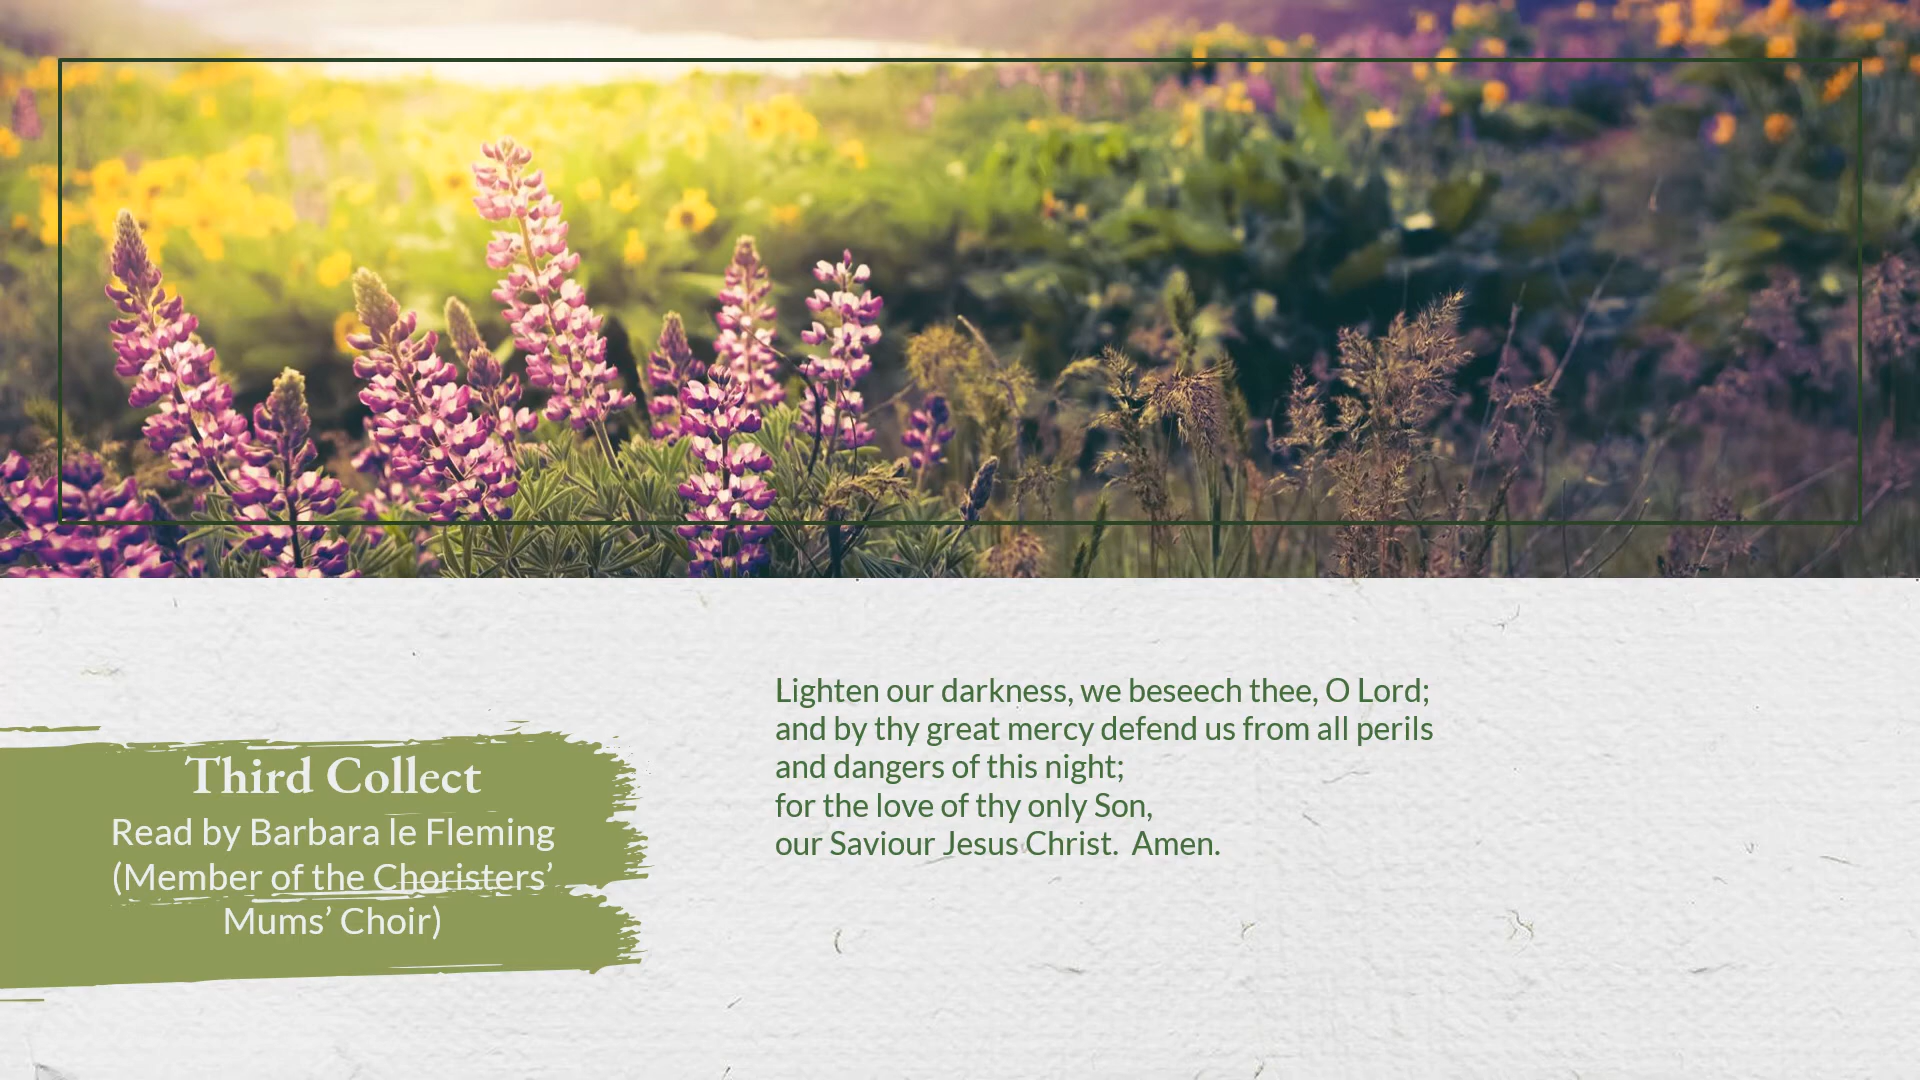 Third Collect
Read by Barbara le Fleming
(Member of the Choristers’
Mums’ Choir)
Lighten our darkness, we beseech thee, O Lord;
and by thy great mercy defend us from all perils
and dangers of this night;
for the love of thy only Son,
our Saviour Jesus Christ.  Amen.